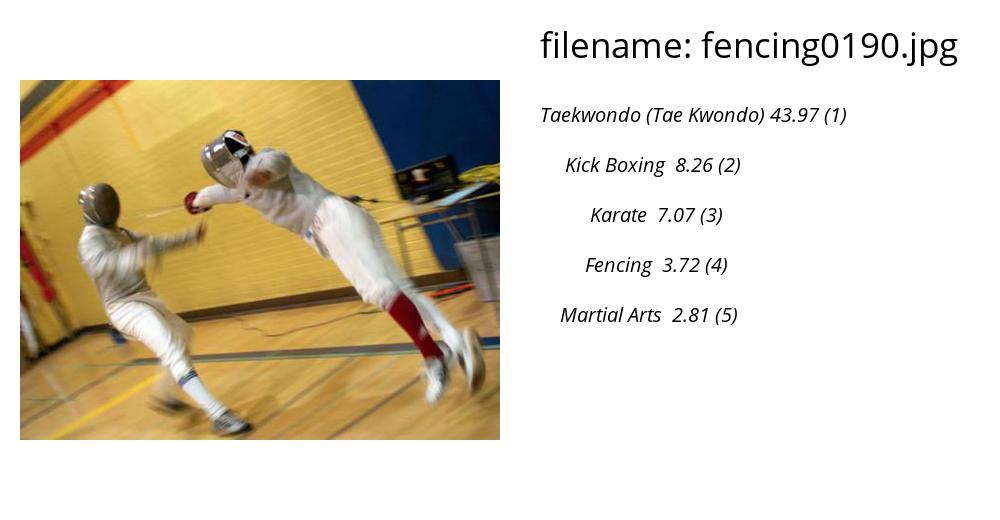 filename: fencing0190.jpg
Taekwondo (Tae Kwondo) 43.97 (1)
Kick Boxing 8.26 (2)
Karate 7.07 (3)
Fencing 3.72 (4)
Martial Arts 2.81 (5)